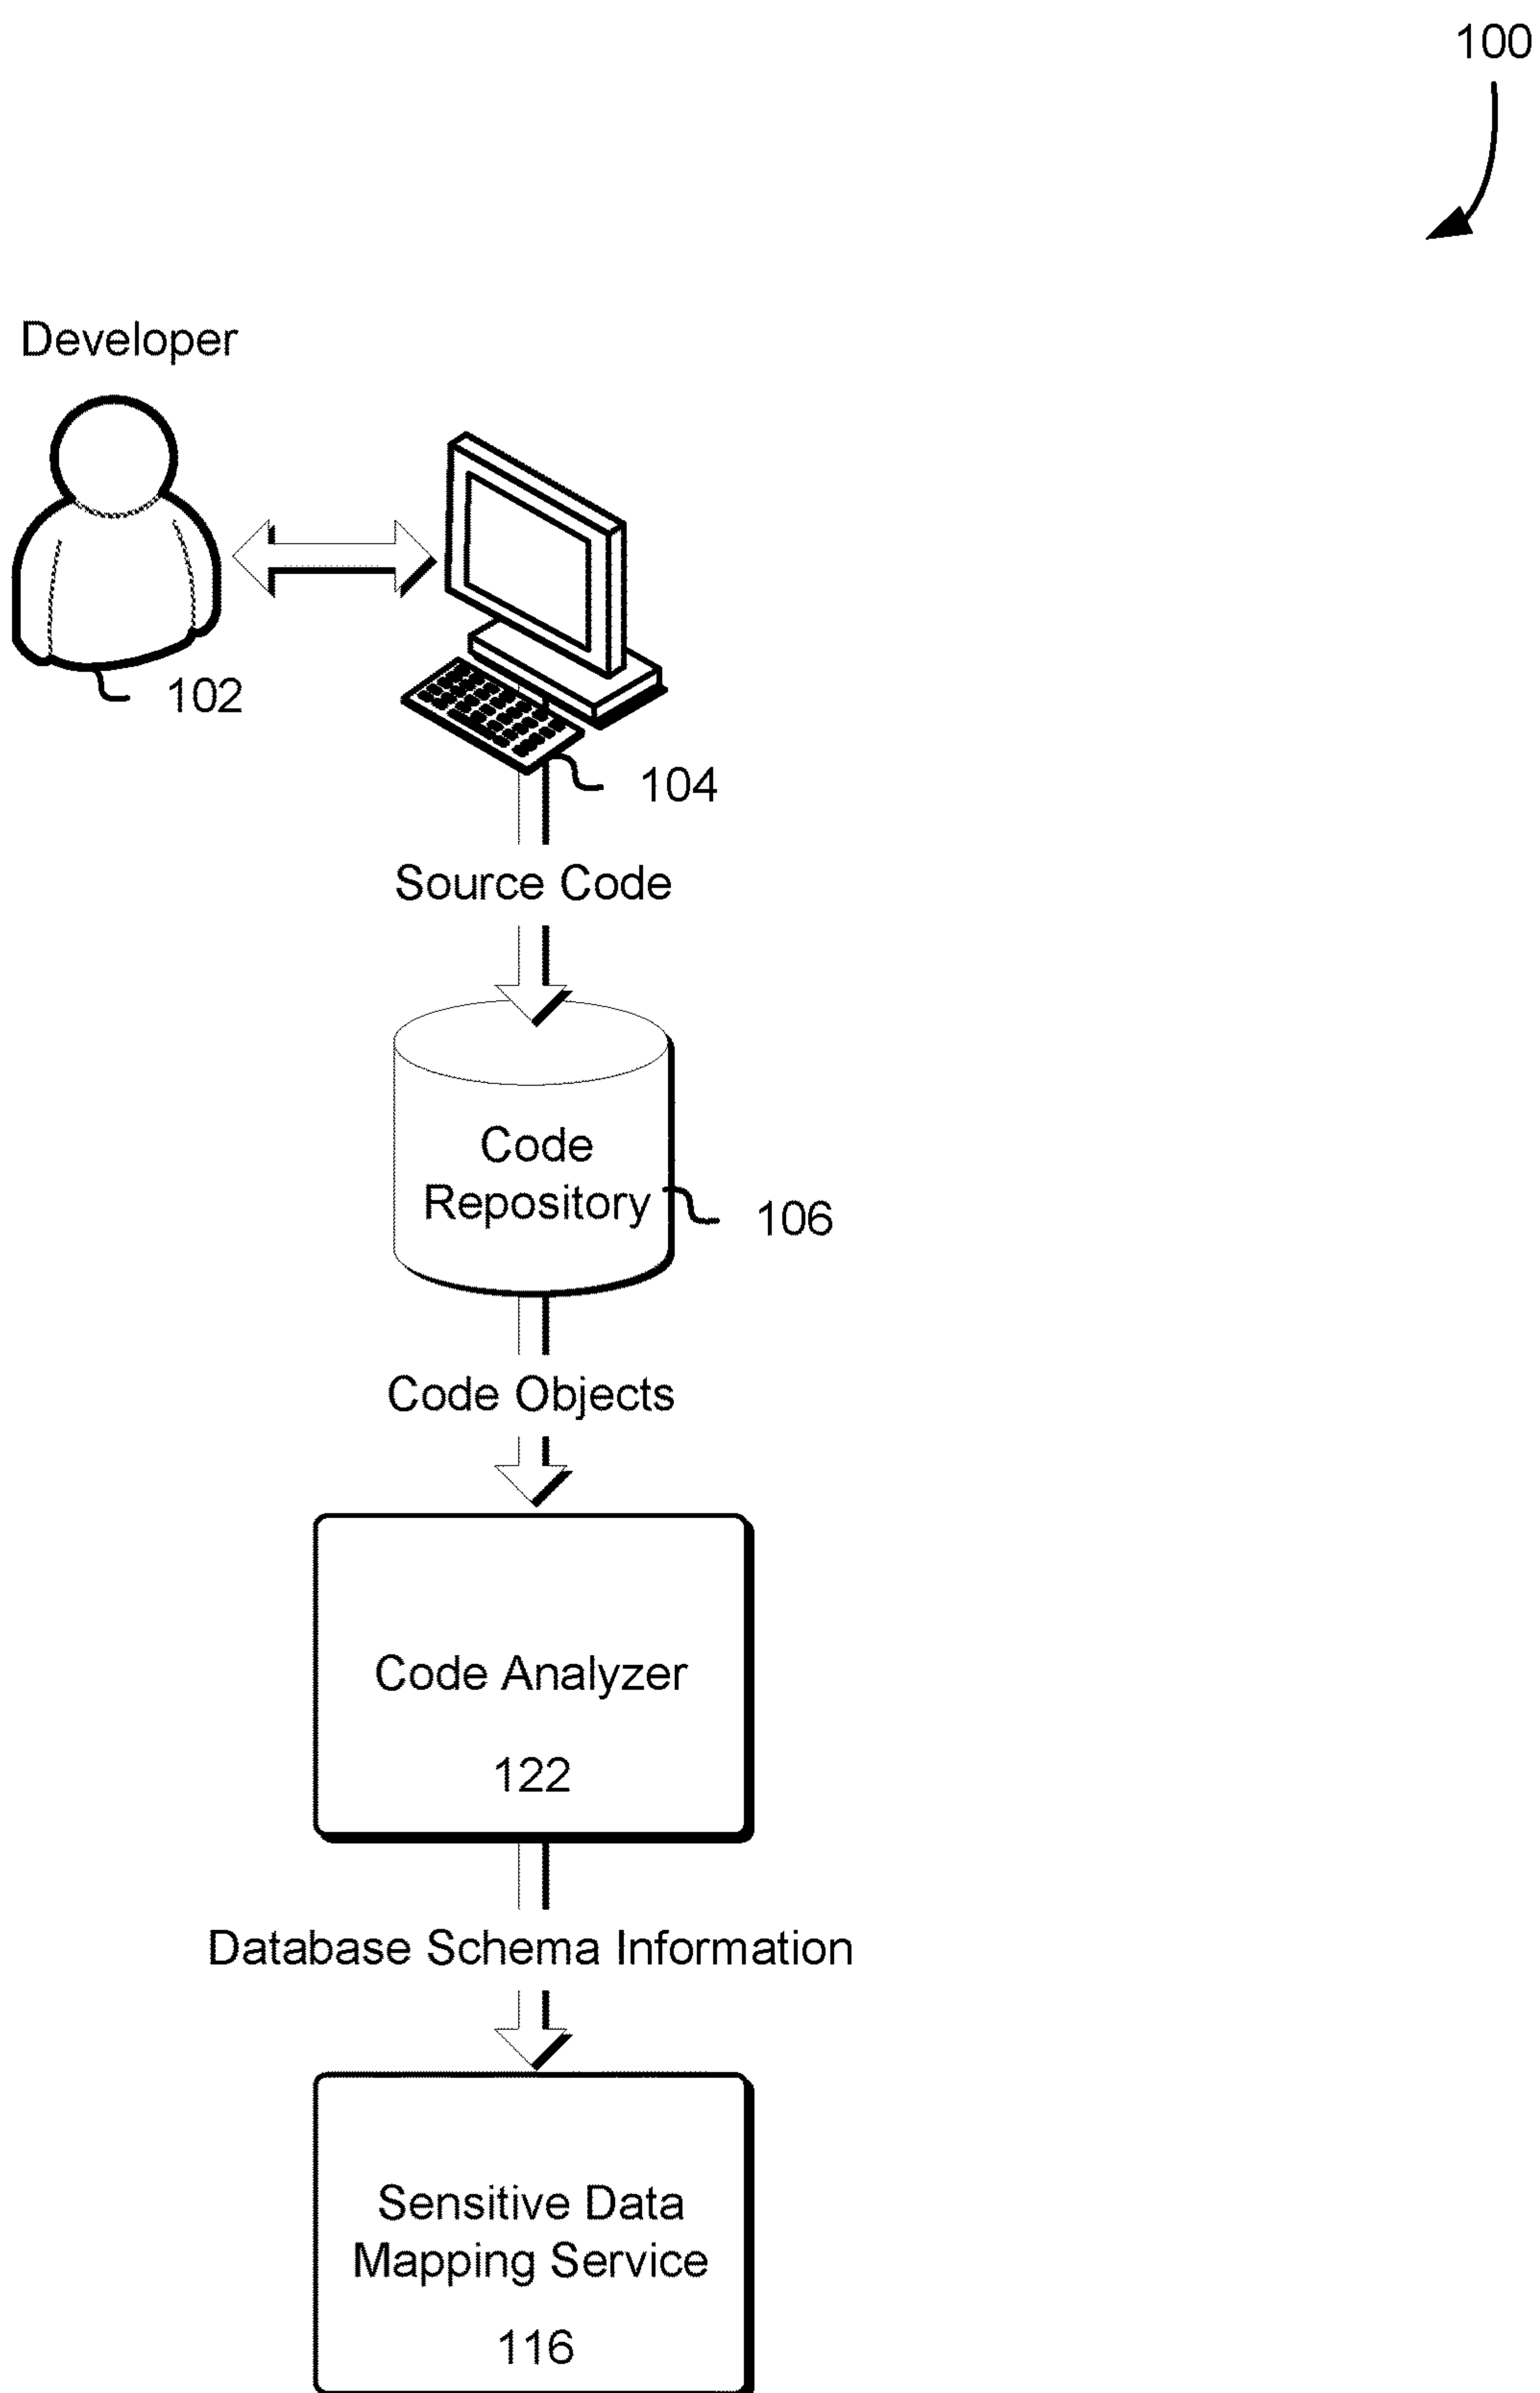 100
Developer
102
104
Source Code
Code
Repository
106
Code Objects
Code Analyzer
122
Database Schema Information
Sensitive Data
Mapping Service
116